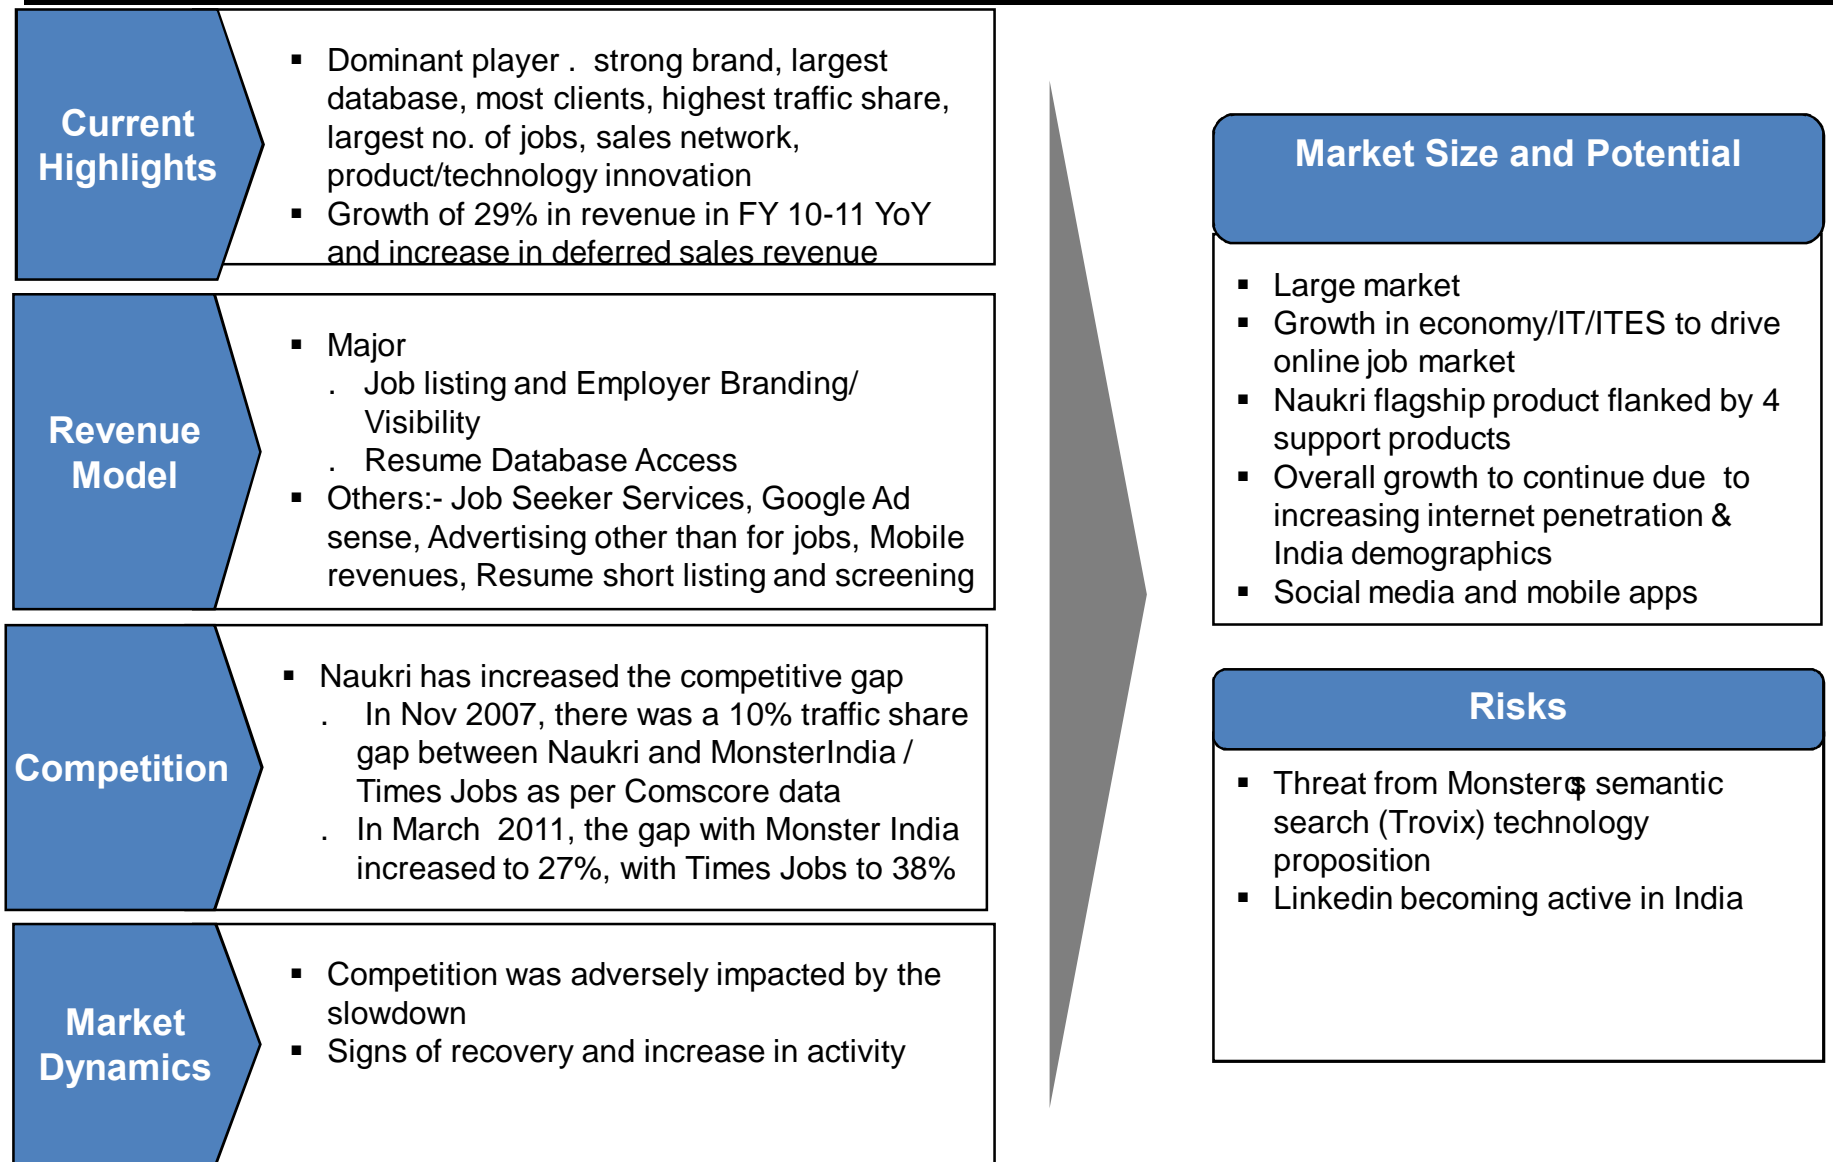 Current
Highlights
▪ Dominant player . strong brand, largest
database, most clients, highest traffic share,
largest no. of jobs, sales network,
product/technology innovation
▪ Growth of 29% in revenue in FY 10-11 YoY
and increase in deferred sales revenue
Revenue
Model
▪ Major
. Job listing and Employer Branding/
Visibility
. Resume Database Access
▪ Others:- Job Seeker Services, Google Ad
sense, Advertising other than for jobs, Mobile
revenues, Resume short listing and screening
Competition
▪ Naukri has increased the competitive gap
. In Nov 2007, there was a 10% traffic share
gap between Naukri and MonsterIndia /
Times Jobs as per Comscore data
. In March 2011, the gap with Monster India
increased to 27%, with Times Jobs to 38%
Market
Dynamics
▪ Competition was adversely impacted by the
slowdown
▪ Signs of recovery and increase in activity
Market Size and Potential
▪ Large market
▪ Growth in economy/IT/ITES to drive
online job market
▪ Naukri flagship product flanked by 4
support products
▪ Overall growth to continue due to
increasing internet penetration &
India demographics
▪ Social media and mobile apps
Risks
▪ Threat from Monsterqs semantic
search (Trovix) technology
proposition
▪ Linkedin becoming active in India